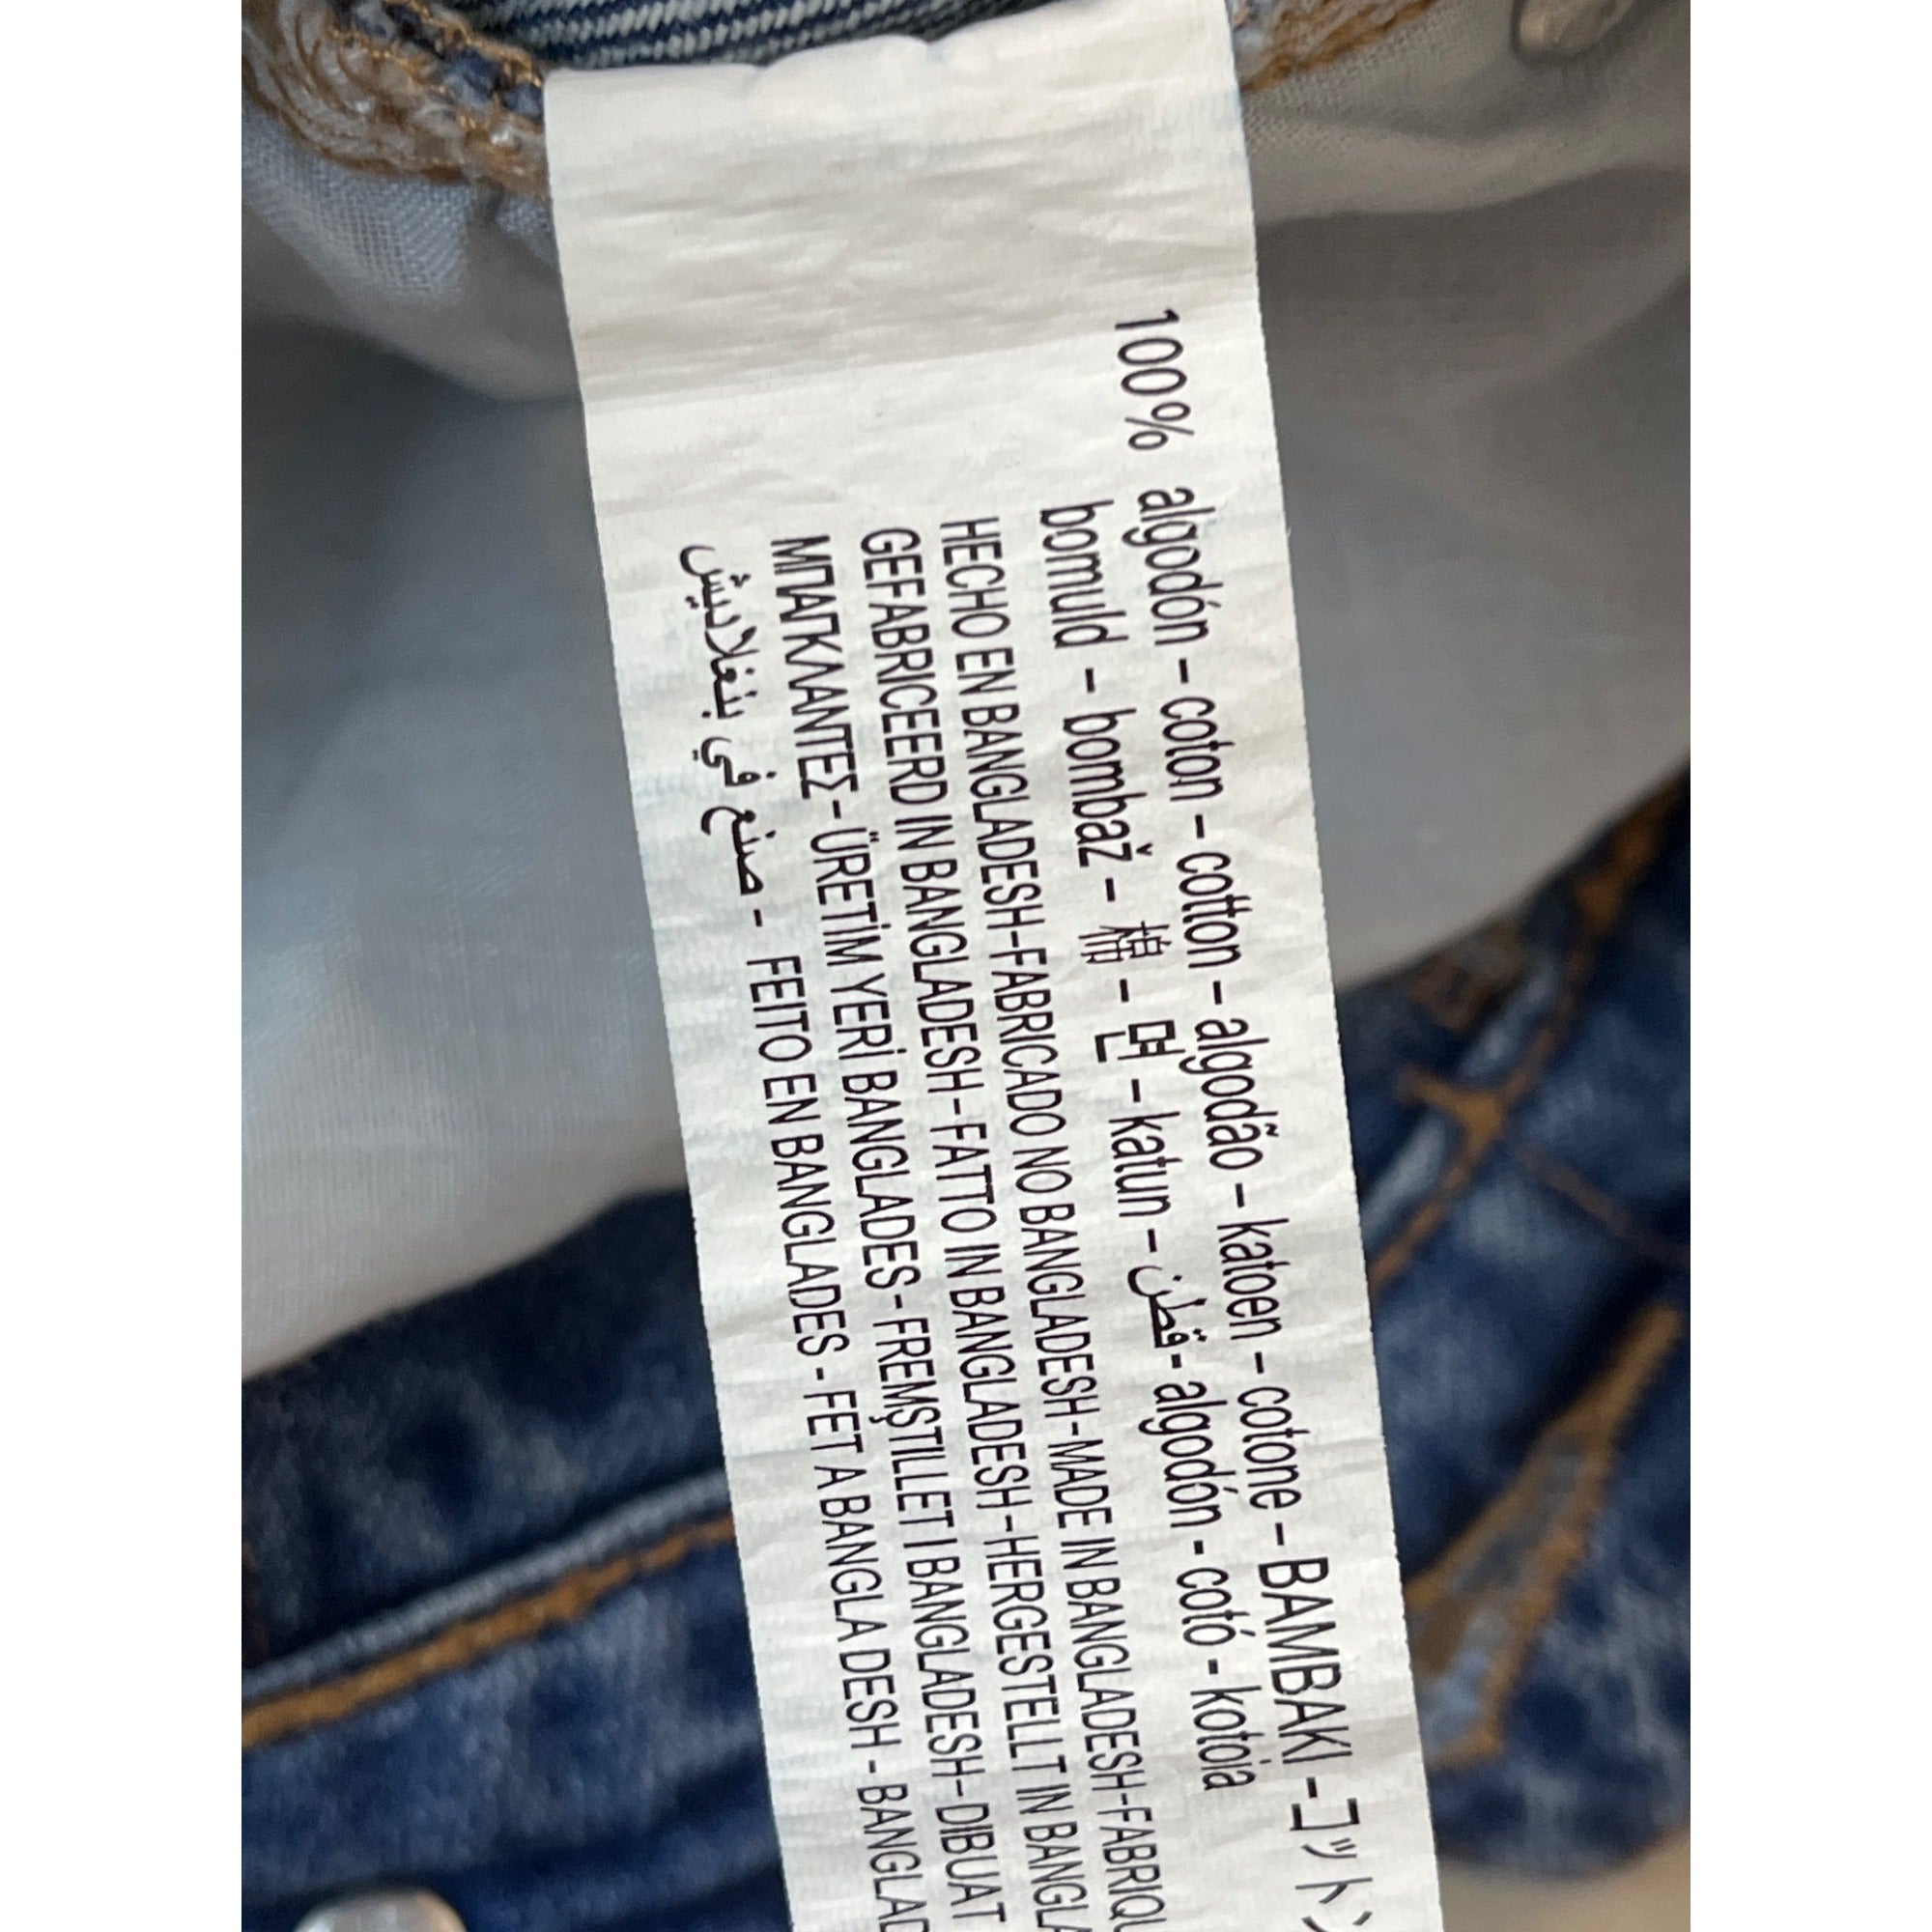 100% algodón – coton – cotton – algodão – katoen – cotone – BAMBAKI – コットン
bomuld – bombaž – 棉 – 면 – katun – قطن - algodón - cotó - kotoia
HECHO EN BANGLADESH-FABRICADO NO BANGLADESH-MADE IN BANGLADESH-FABRIQU
GEFABRICEERD IN BANGLADESH-FATTO IN BANGLADESH-HERGESTELLT IN BANGLA
ΜΠΑΓΚΛΑΝΤΕΣ - ÜRETİM YERİ BANGLADES - FREMŞTILLET I BANGLADESH-DIBUAT
صنع في بنغلاديش - FEITO EN BANGLADES - FET A BANGLA DESH - BANGLAD